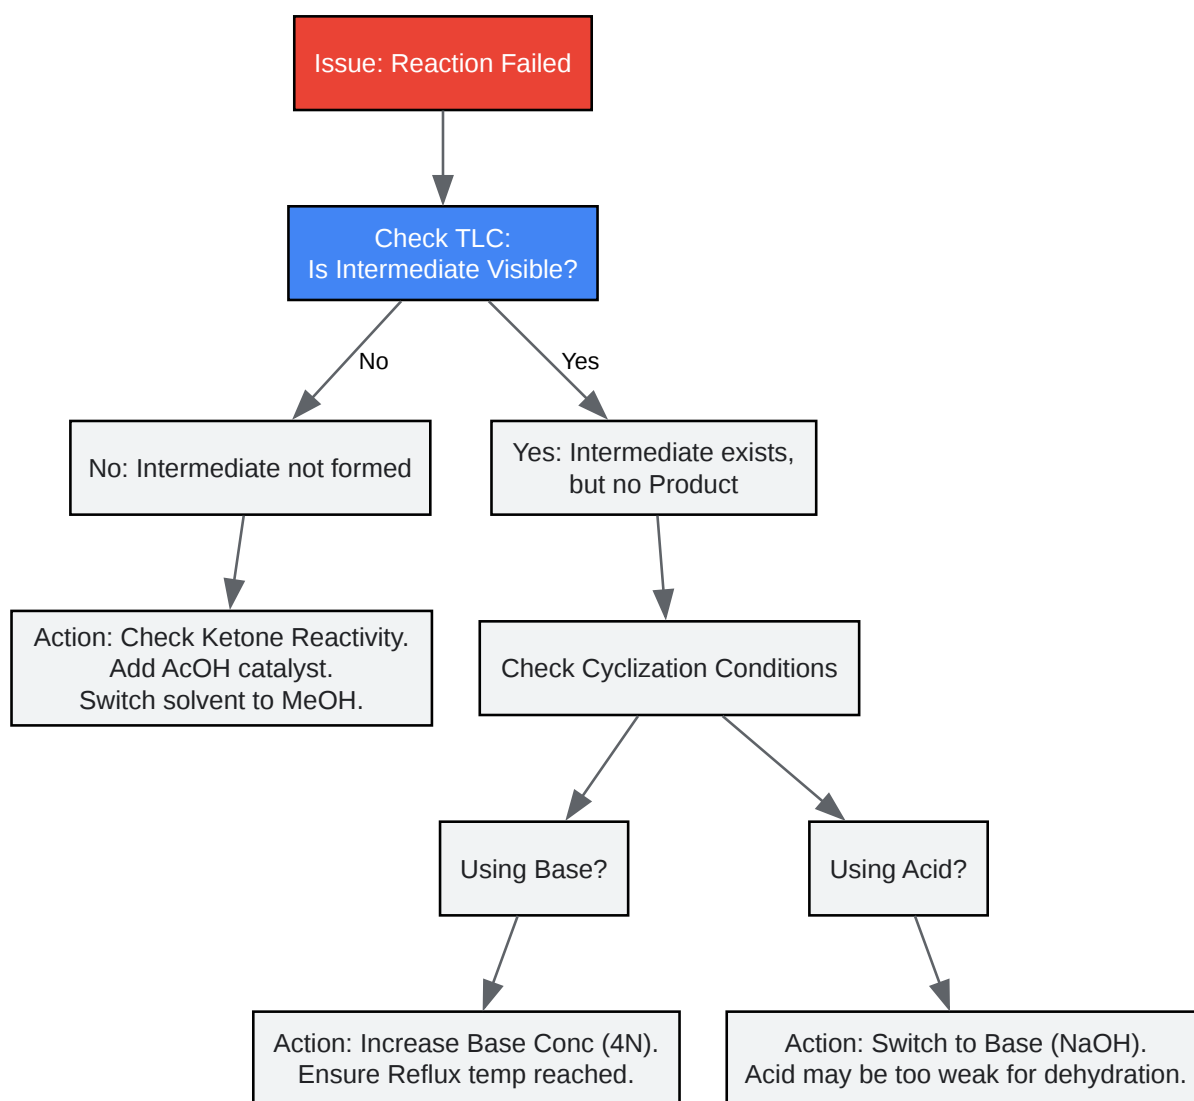 Issue: Reaction Failed
Check TLC:
Is Intermediate Visible?
No
Yes
No: Intermediate not formed
Yes: Intermediate exists,
but no Product
Action: Check Ketone Reactivity.
Add AcOH catalyst.
Switch solvent to MeOH.
Check Cyclization Conditions
Using Base?
Using Acid?
Action: Increase Base Conc (4N).
Ensure Reflux temp reached.
Action: Switch to Base (NaOH).
Acid may be too weak for dehydration.